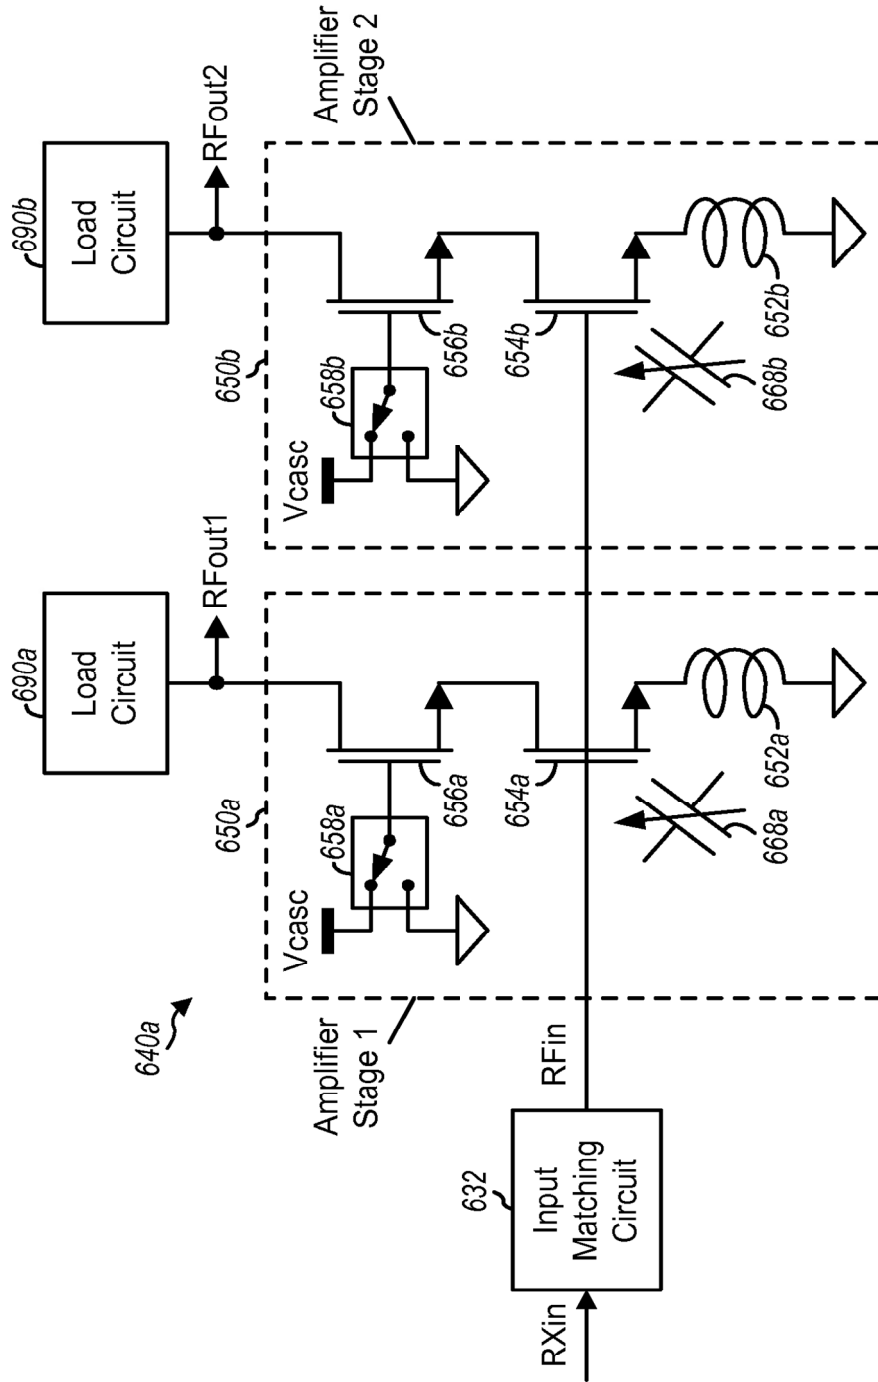 640a
RXin
632
Input
Matching
Circuit
RFin
Amplifier
Stage 1
690a
Load
Circuit
RFout1
650a
Vcasc
658a
656a
654a
668a
652a
690b
Load
Circuit
RFout2
650b
Vcasc
658b
656b
654b
668b
652b
Amplifier
Stage 2